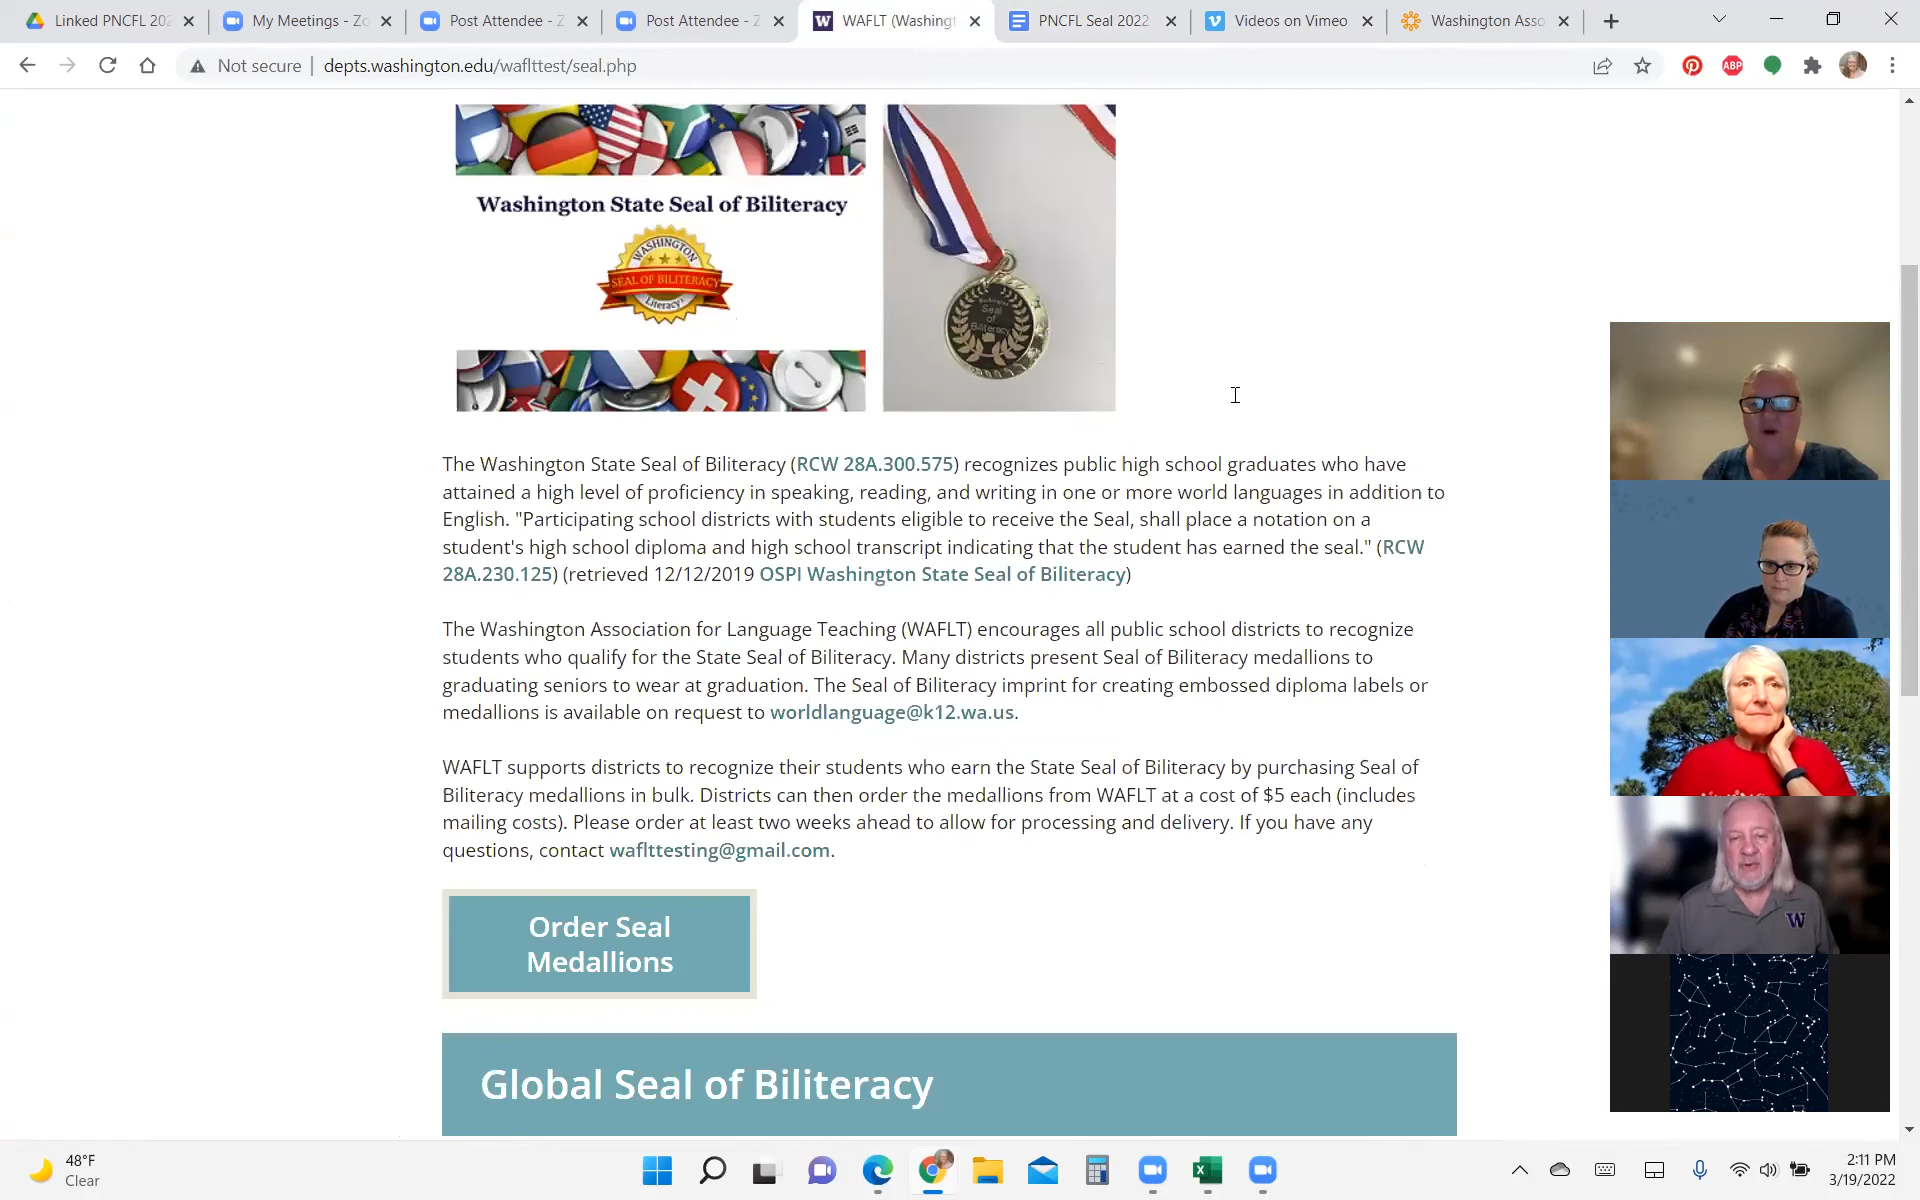 Linked PNCFL 202
My Meetings - Zo
Post Attendee - Z
Post Attendee - Z
WAFLT (Washingt
PNCFL Seal 2022
Videos on Vimeo
Washington Asso
Not secure
depts.washington.edu/waflttest/seal.php
ABP
Washington State Seal of Biliteracy
WASHINGTON
SEAL OF BILITERACY
Literacy
Washington
Seal
of
Biliteracy
The Washington State Seal of Biliteracy (RCW 28A.300.575) recognizes public high school graduates who have
attained a high level of proficiency in speaking, reading, and writing in one or more world languages in addition to
English. "Participating school districts with students eligible to receive the Seal, shall place a notation on a
student's high school diploma and high school transcript indicating that the student has earned the seal." (RCW
28A.230.125) (retrieved 12/12/2019 OSPI Washington State Seal of Biliteracy)
The Washington Association for Language Teaching (WAFLT) encourages all public school districts to recognize
students who qualify for the State Seal of Biliteracy. Many districts present Seal of Biliteracy medallions to
graduating seniors to wear at graduation. The Seal of Biliteracy imprint for creating embossed diploma labels or
medallions is available on request to worldlanguage@k12.wa.us.
WAFLT supports districts to recognize their students who earn the State Seal of Biliteracy by purchasing Seal of
Biliteracy medallions in bulk. Districts can then order the medallions from WAFLT at a cost of $5 each (includes
mailing costs). Please order at least two weeks ahead to allow for processing and delivery. If you have any
questions, contact waflttesting@gmail.com.
Order Seal
Medallions
Global Seal of Biliteracy
W
48°F
Clear
2:11 PM
3/19/2022